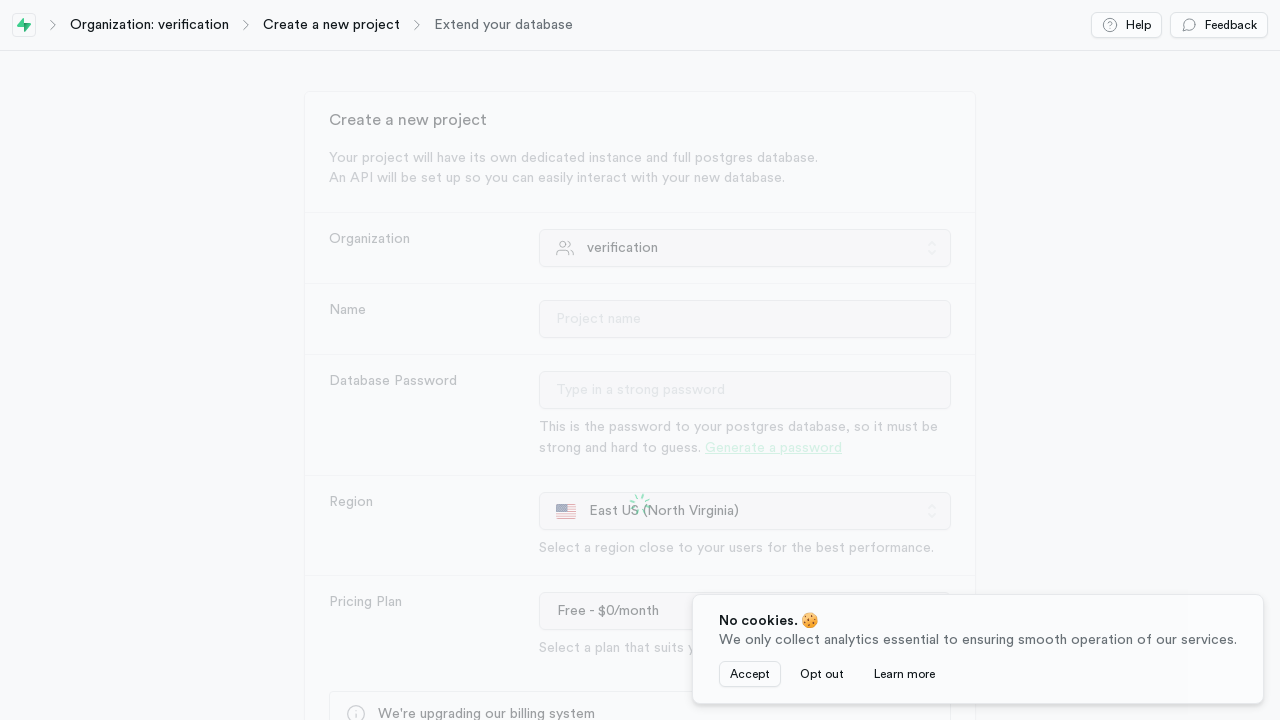 Organization: verification
Create a new project
Extend your database
Help
Feedback
Create a new project
Your project will have its own dedicated instance and full postgres database.
An API will be set up so you can easily interact with your new database.
Organization
verification
Name
Project name
Database Password
Type in a strong password
This is the password to your postgres database, so it must be
strong and hard to guess. Generate a password
Region
East US (North Virginia)
Select a region close to your users for the best performance.
Pricing Plan
Free - $0/month
Select a plan that suits
We're upgrading our billing system
No cookies. 🍪
We only collect analytics essential to ensuring smooth operation of our services.
Accept
Opt out
Learn more